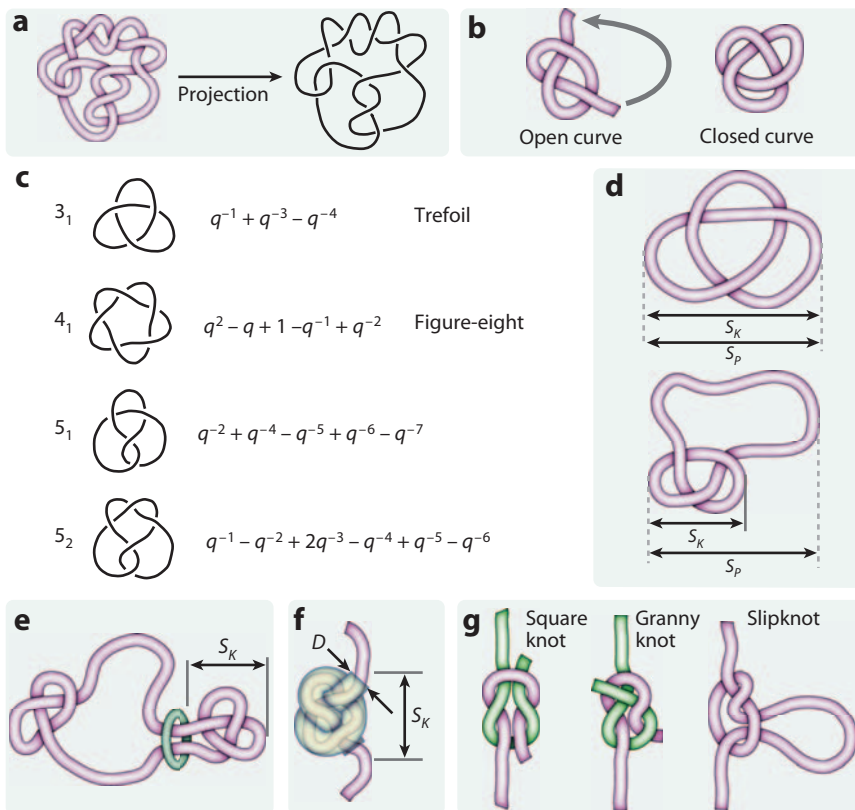 a
Projection
b
Open curve
Closed curve
c
3₁ q⁻¹ + q⁻³ – q⁻⁴ Trefoil
4₁ q² – q + 1 –q⁻¹ + q⁻² Figure-eight
5₁ q⁻² + q⁻⁴ – q⁻⁵ + q⁻⁶ – q⁻⁷
5₂ q⁻¹ – q⁻² + 2q⁻³ – q⁻⁴ + q⁻⁵ – q⁻⁶
d
S_K
S_P
S_K
S_P
e
S_K
f
D
S_K
g
Square
knot
Granny
knot
Slipknot